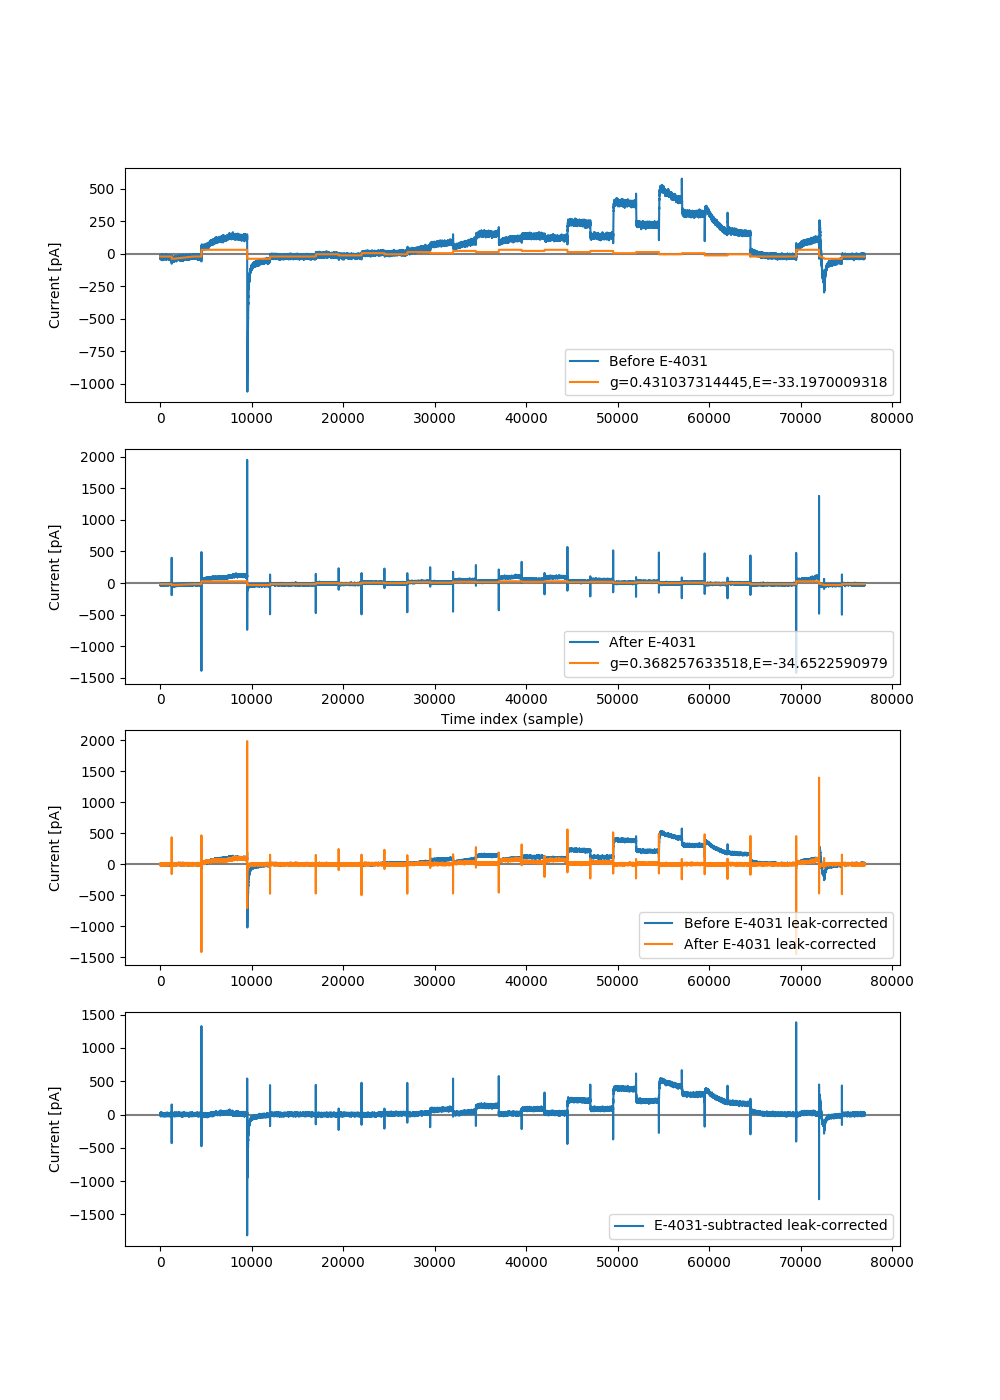 500
250
0
−250
−500
−750
−1000
Current [pA]
Before E-4031
g=0.431037314445,E=-33.1970009318
0 10000 20000 30000 40000 50000 60000 70000 80000
2000
1500
1000
500
0
−500
−1000
−1500
Current [pA]
After E-4031
g=0.368257633518,E=-34.6522590979
0 10000 20000 30000 40000 50000 60000 70000 80000
Time index (sample)
2000
1500
1000
500
0
−500
−1000
−1500
Current [pA]
Before E-4031 leak-corrected
After E-4031 leak-corrected
0 10000 20000 30000 40000 50000 60000 70000 80000
1500
1000
500
0
−500
−1000
−1500
Current [pA]
E-4031-subtracted leak-corrected
0 10000 20000 30000 40000 50000 60000 70000 80000